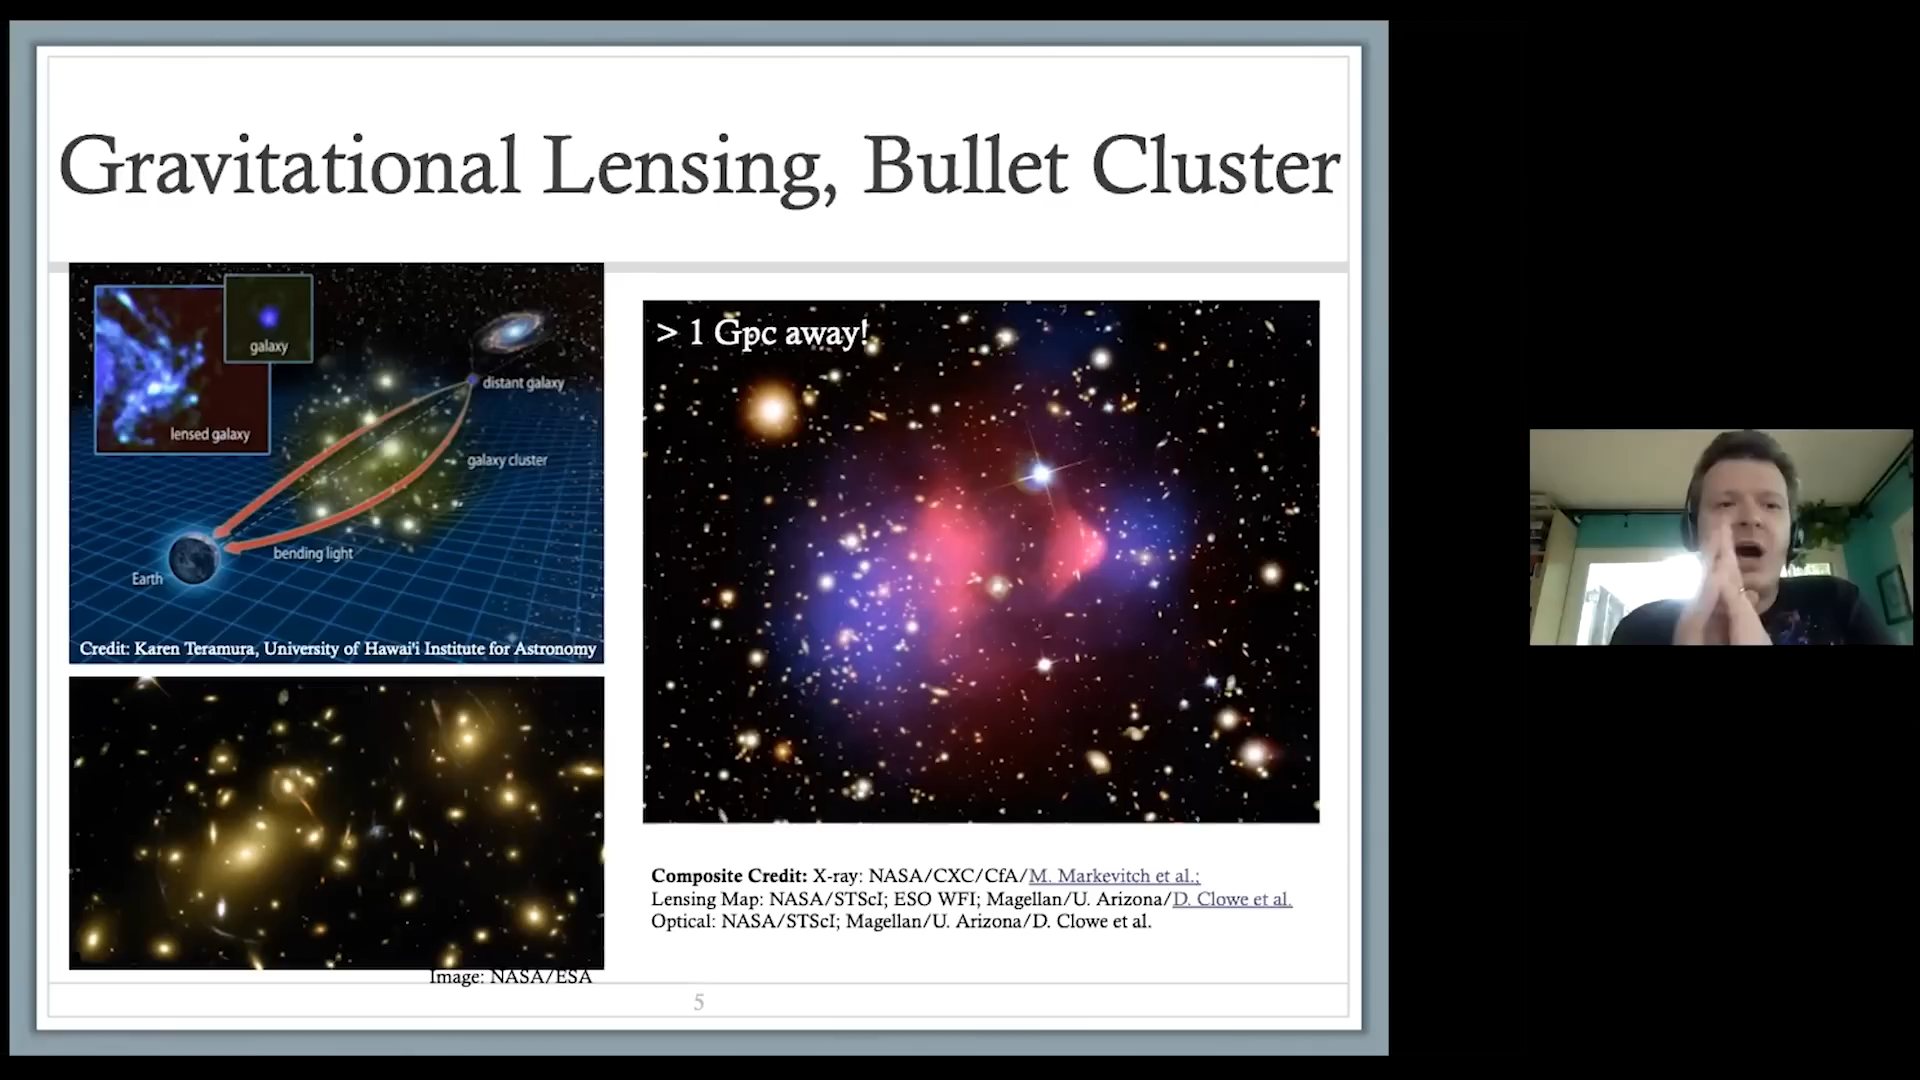 Gravitational Lensing, Bullet Cluster
galaxy
lensed galaxy
distant galaxy
galaxy cluster
bending light
Earth
Credit: Karen Teramura, University of Hawai'i Institute for Astronomy
Image: NASA/ESA
> 1 Gpc away!
Composite Credit: X-ray: NASA/CXC/CfA/M. Markevitch et al.;
Lensing Map: NASA/STScI; ESO WFI; Magellan/U. Arizona/D. Clowe et al.
Optical: NASA/STScI; Magellan/U. Arizona/D. Clowe et al.
5